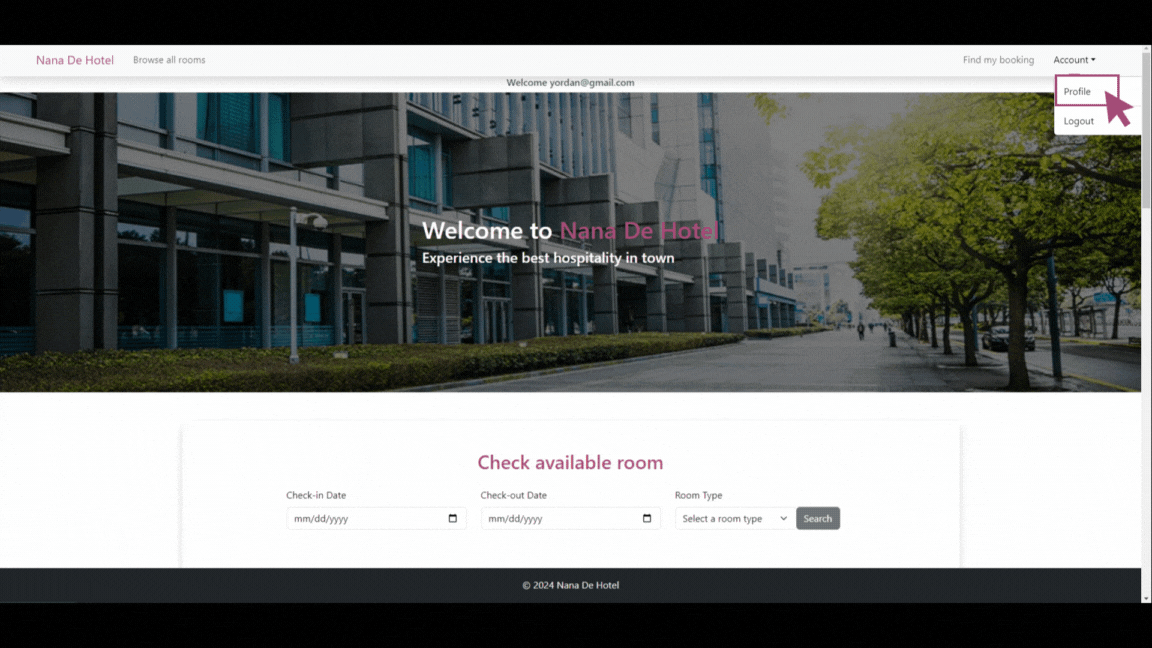 Nana De Hotel Browse all rooms Find my booking Account
Welcome yordan@gmail.com
Profile
Logout
Welcome to Nana De Hotel
Experience the best hospitality in town
Check available room
Check-in Date Check-out Date Room Type
mm/dd/yyyy mm/dd/yyyy Select a room type Search
© 2024 Nana De Hotel